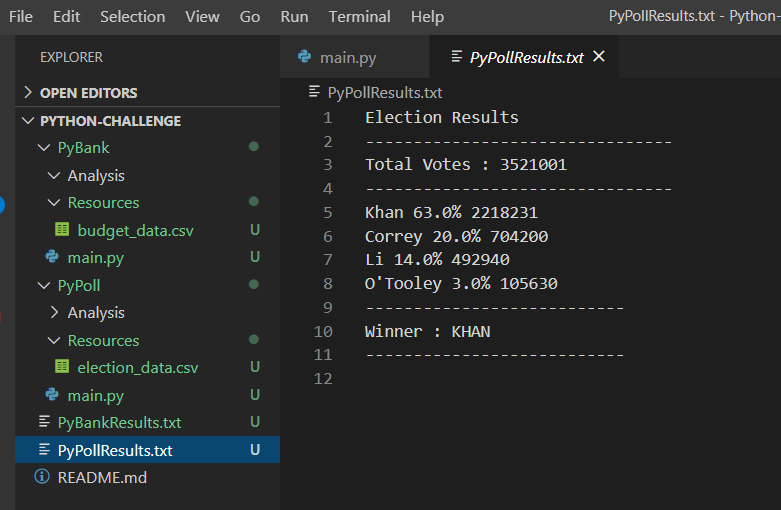 File Edit Selection View Go Run Terminal Help PyPollResults.txt - Python-
EXPLORER
OPEN EDITORS
PYTHON-CHALLENGE
PyBank
Analysis
Resources
budget_data.csv U
main.py U
PyPoll
Analysis
Resources
election_data.csv U
main.py U
PyBankResults.txt U
PyPollResults.txt U
README.md
main.py PyPollResults.txt
PyPollResults.txt
1 Election Results
2 --------------------------------
3 Total Votes : 3521001
4 --------------------------------
5 Khan 63.0% 2218231
6 Correy 20.0% 704200
7 Li 14.0% 492940
8 O'Tooley 3.0% 105630
9 ---------------------------
10 Winner : KHAN
11 ---------------------------
12